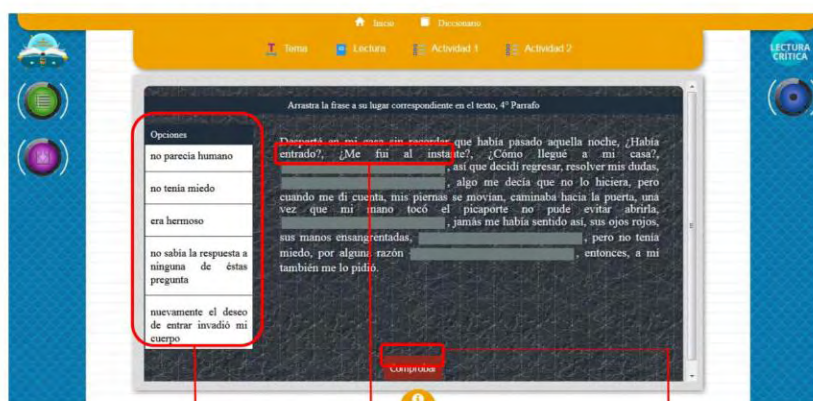 Inicio Diccionario
Tema Lectura Actividad 1 Actividad 2
LECTURA
CRÍTICA
Arrastra la frase a su lugar correspondiente en el texto, 4° Parrafo
Opciones
no parecia humano
no tenia miedo
era hermoso
no sabia la respuesta a
ninguna de éstas
pregunta
nuevamente el deseo
de entrar invadió mi
cuerpo
Desperté en mi casa sin recordar que había pasado aquella noche, ¿Había
entrado?, ¿Me fui al instante?, ¿Cómo llegué a mi casa?,
, así que decidí regresar, resolver mis dudas,
, algo me decía que no lo hiciera, pero
cuando me di cuenta, mis piernas se movían, caminaba hacia la puerta, una
vez que mi mano tocó el picaporte no pude evitar abrirla,
, jamás me había sentido así, sus ojos rojos,
sus manos ensangrentadas, , pero no tenia
miedo, por alguna razón , entonces, a mi
también me lo pidió.
Comprobar